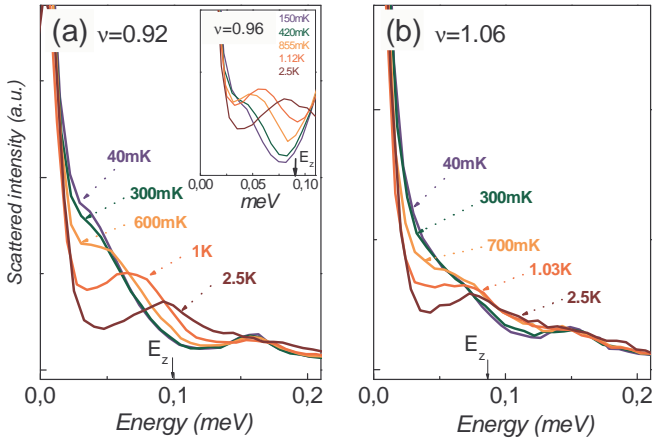 (a) ν=0.92
ν=0.96
150mK
420mK
855mK
1.12K
2.5K
E_z
0,00 0,05 0,10
meV
40mK
300mK
600mK
1K
2.5K
E_z
0,0 0,1 0,2
Energy (meV)
Scattered intensity (a.u.)
(b) ν=1.06
40mK
300mK
700mK
1.03K
2.5K
E_z
0,0 0,1 0,2
Energy (meV)